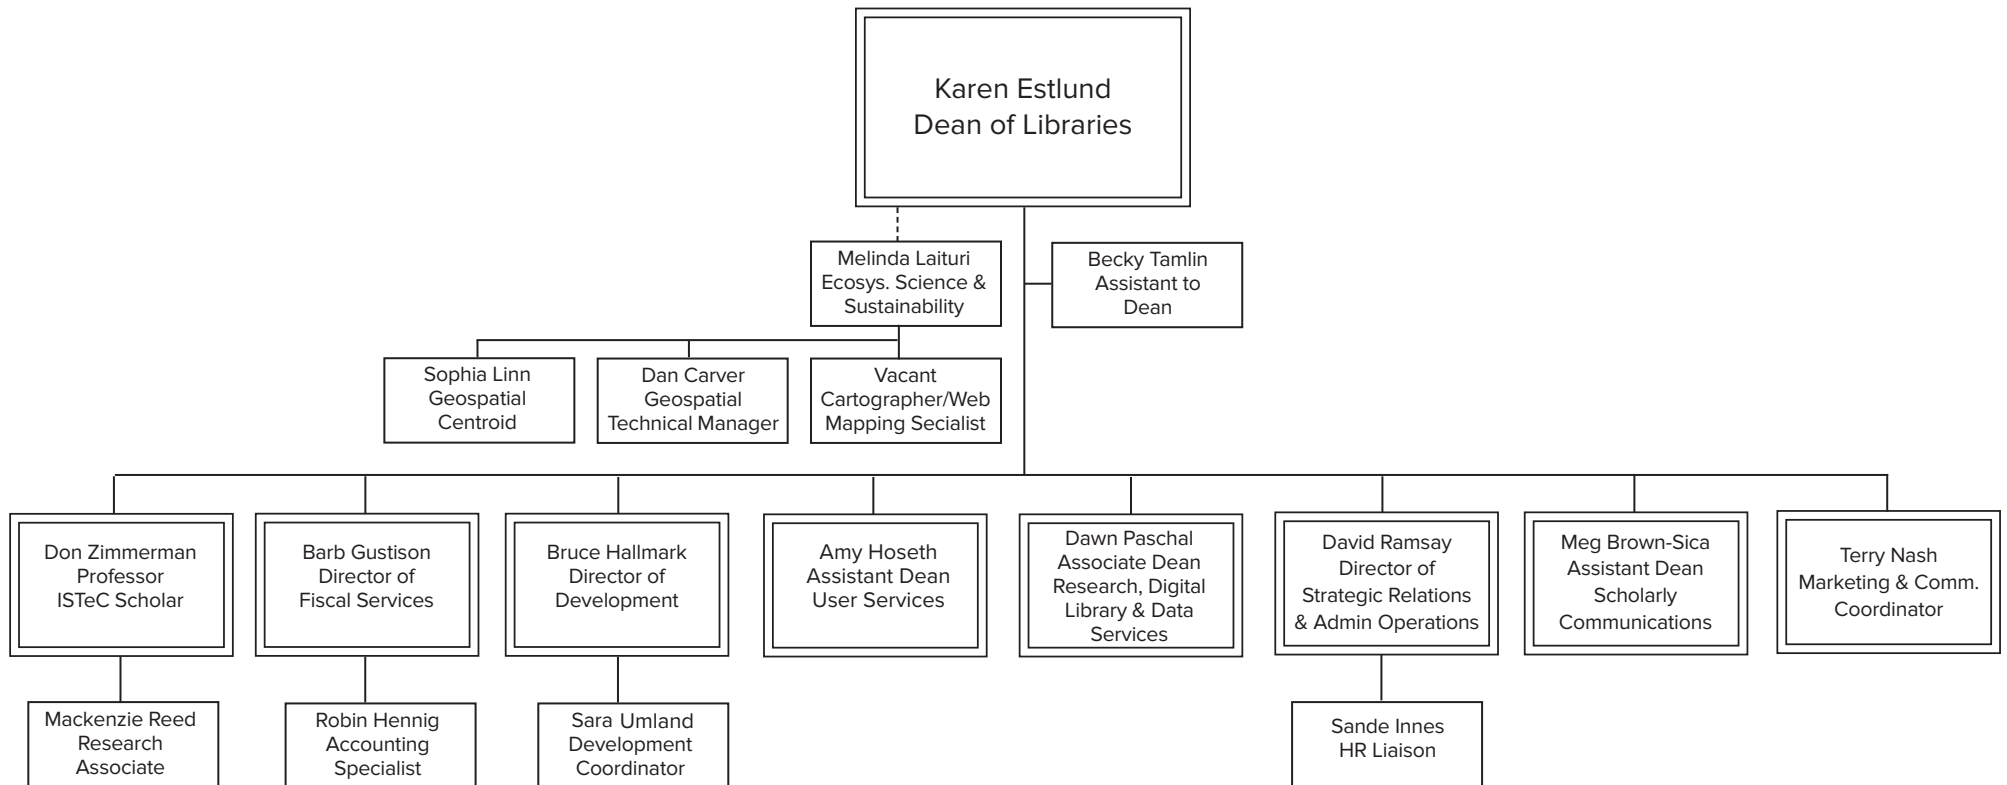 Karen Estlund
Dean of Libraries
Melinda Laituri
Ecosys. Science &
Sustainability
Becky Tamlin
Assistant to
Dean
Sophia Linn
Geospatial
Centroid
Dan Carver
Geospatial
Technical Manager
Vacant
Cartographer/Web
Mapping Secialist
Don Zimmerman
Professor
ISTeC Scholar
Barb Gustison
Director of
Fiscal Services
Bruce Hallmark
Director of
Development
Amy Hoseth
Assistant Dean
User Services
Dawn Paschal
Associate Dean
Research, Digital
Library & Data
Services
David Ramsay
Director of
Strategic Relations
& Admin Operations
Meg Brown-Sica
Assistant Dean
Scholarly
Communications
Terry Nash
Marketing & Comm.
Coordinator
Mackenzie Reed
Research
Associate
Robin Hennig
Accounting
Specialist
Sara Umland
Development
Coordinator
Sande Innes
HR Liaison